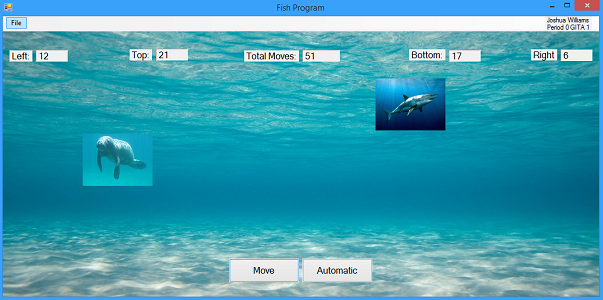 Fish Program
File
Joshua Williams
Period 0 GITA 1
Left: 12 Top: 21 Total Moves: 51 Bottom: 17 Right 6
Move Automatic